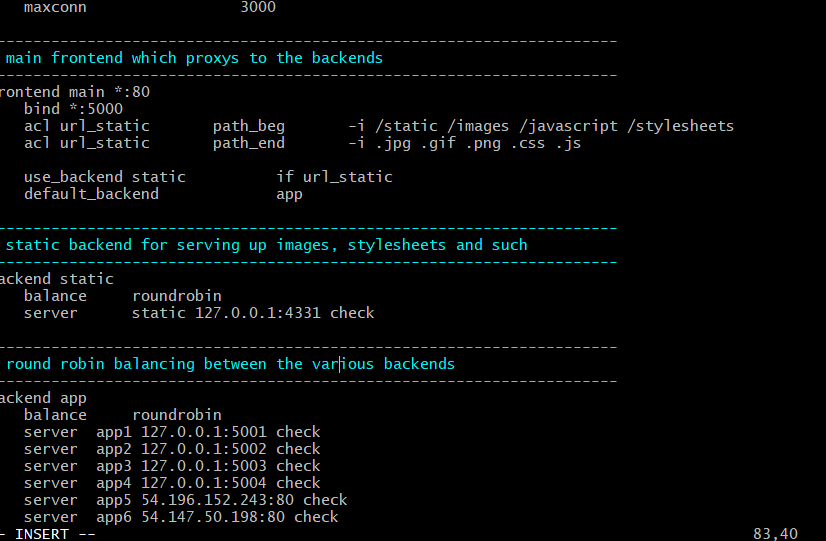 maxconn 3000
---------------------------------------------------------------------
main frontend which proxys to the backends
---------------------------------------------------------------------
rontend main *:80
bind *:5000
acl url_static path_beg -i /static /images /javascript /stylesheets
acl url_static path_end -i .jpg .gif .png .css .js
use_backend static if url_static
default_backend app
---------------------------------------------------------------------
static backend for serving up images, stylesheets and such
---------------------------------------------------------------------
ackend static
balance roundrobin
server static 127.0.0.1:4331 check
---------------------------------------------------------------------
round robin balancing between the various backends
---------------------------------------------------------------------
ackend app
balance roundrobin
server app1 127.0.0.1:5001 check
server app2 127.0.0.1:5002 check
server app3 127.0.0.1:5003 check
server app4 127.0.0.1:5004 check
server app5 54.196.152.243:80 check
server app6 54.147.50.198:80 check
- INSERT -- 83,40